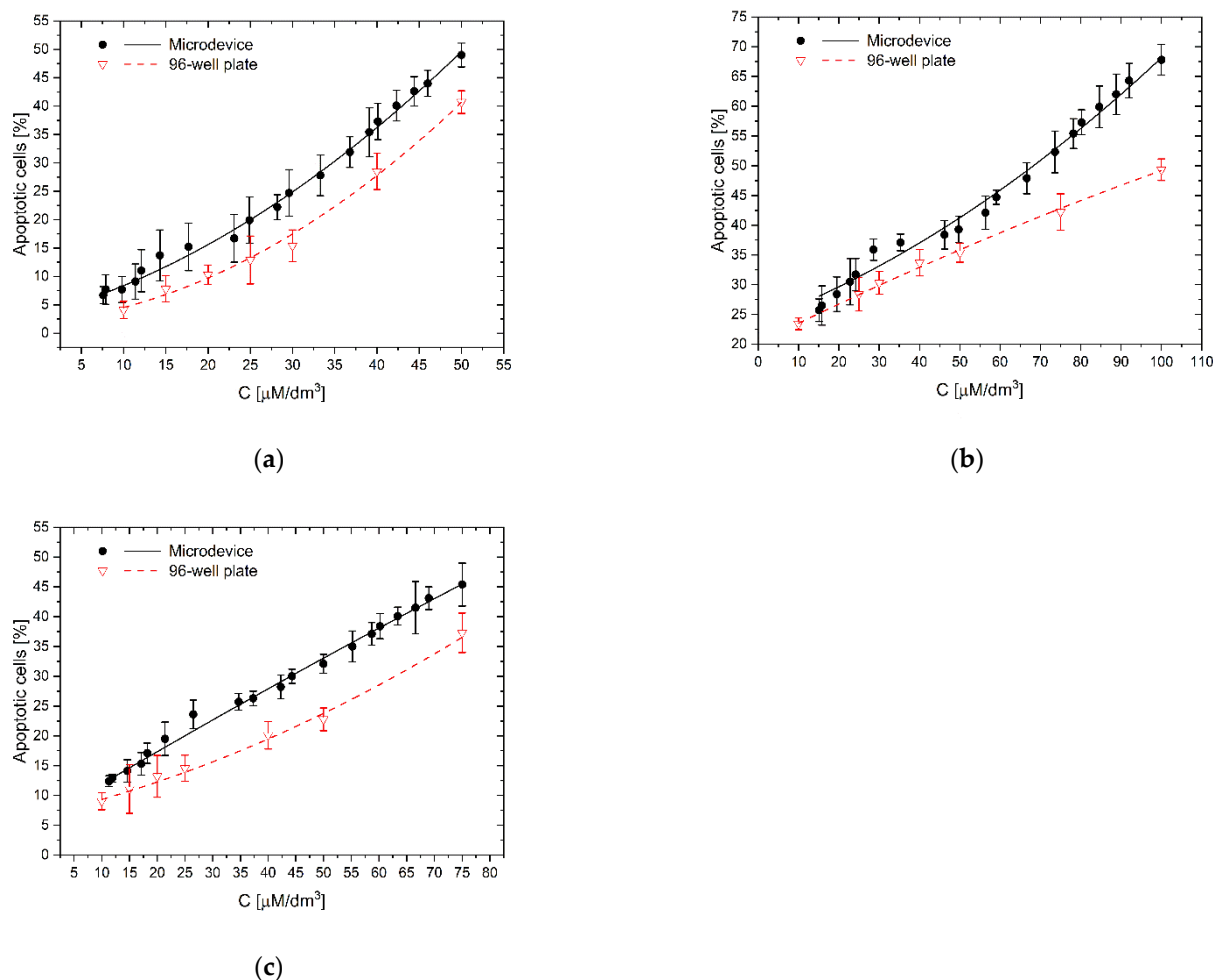 Microdevice
96-well plate
Apoptotic cells [%]
55
50
45
40
35
30
25
20
15
10
5
0
5 10 15 20 25 30 35 40 45 50 55
C [μM/dm³]
(a)
Microdevice
96-well plate
Apoptotic cells [%]
75
70
65
60
55
50
45
40
35
30
25
20
0 10 20 30 40 50 60 70 80 90 100 110
C [μM/dm³]
(b)
Microdevice
96-well plate
Apoptotic cells [%]
55
50
45
40
35
30
25
20
15
10
5
0
5 10 15 20 25 30 35 40 45 50 55 60 65 70 75 80
C [μM/dm³]
(c)